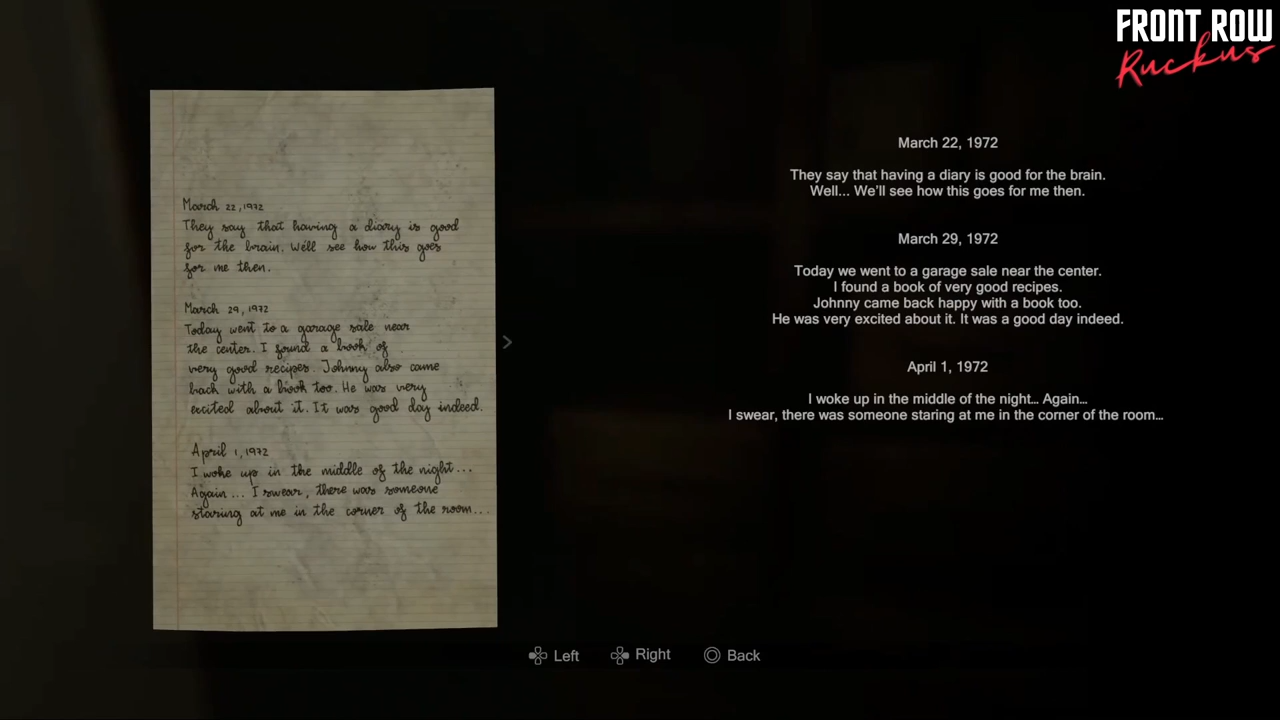 FRONT ROW
Ruckus
March 22, 1972
They say that having a diary is good
for the brain. We'll see how this goes
for me then.
March 29, 1972
Today went to a garage sale near
the center. I found a book of
very good recipes. Johnny also came
back with a book too. He was very
excited about it. It was good day indeed.
April 1, 1972
I woke up in the middle of the night...
Again... I swear, there was someone
staring at me in the corner of the room...
March 22, 1972
They say that having a diary is good for the brain.
Well... We'll see how this goes for me then.
March 29, 1972
Today we went to a garage sale near the center.
I found a book of very good recipes.
Johnny came back happy with a book too.
He was very excited about it. It was a good day indeed.
April 1, 1972
I woke up in the middle of the night... Again...
I swear, there was someone staring at me in the corner of the room...
Left Right Back